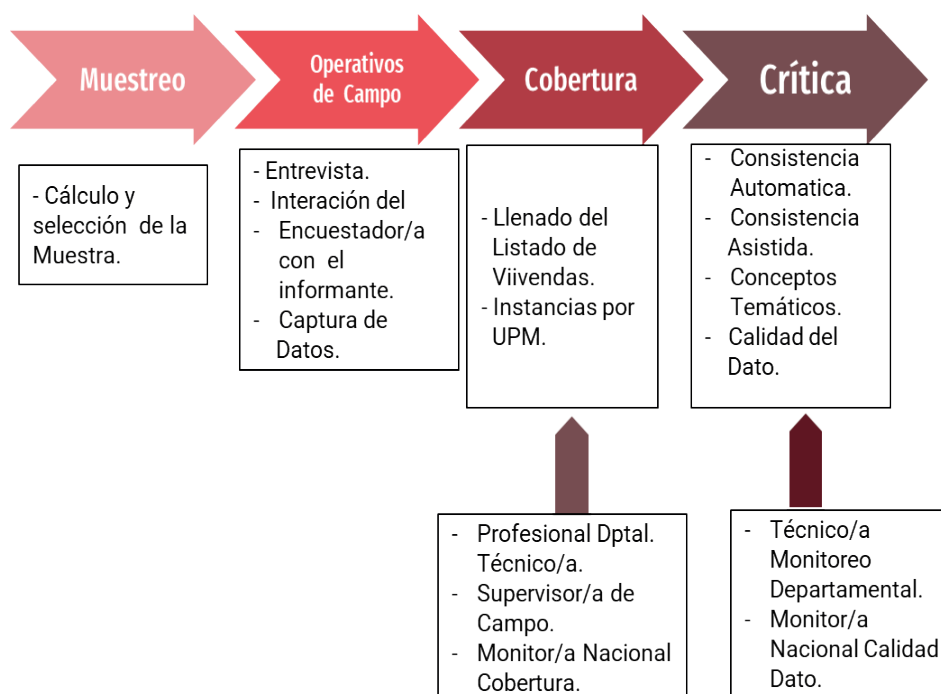 Muestreo
Operativos
de Campo
Cobertura
Crítica
- Cálculo y
selección de la
Muestra.
- Entrevista.
- Interación del
- Encuestador/a
con el
informante.
- Captura de
Datos.
- Llenado del
Listado de
Viivendas.
- Instancias por
UPM.
- Consistencia
Automatica.
- Consistencia
Asistida.
- Conceptos
Temáticos.
- Calidad del
Dato.
- Profesional Dptal.
Técnico/a.
- Supervisor/a de
Campo.
- Monitor/a Nacional
Cobertura.
- Técnico/a
Monitoreo
Departamental.
- Monitor/a
Nacional Calidad
Dato.